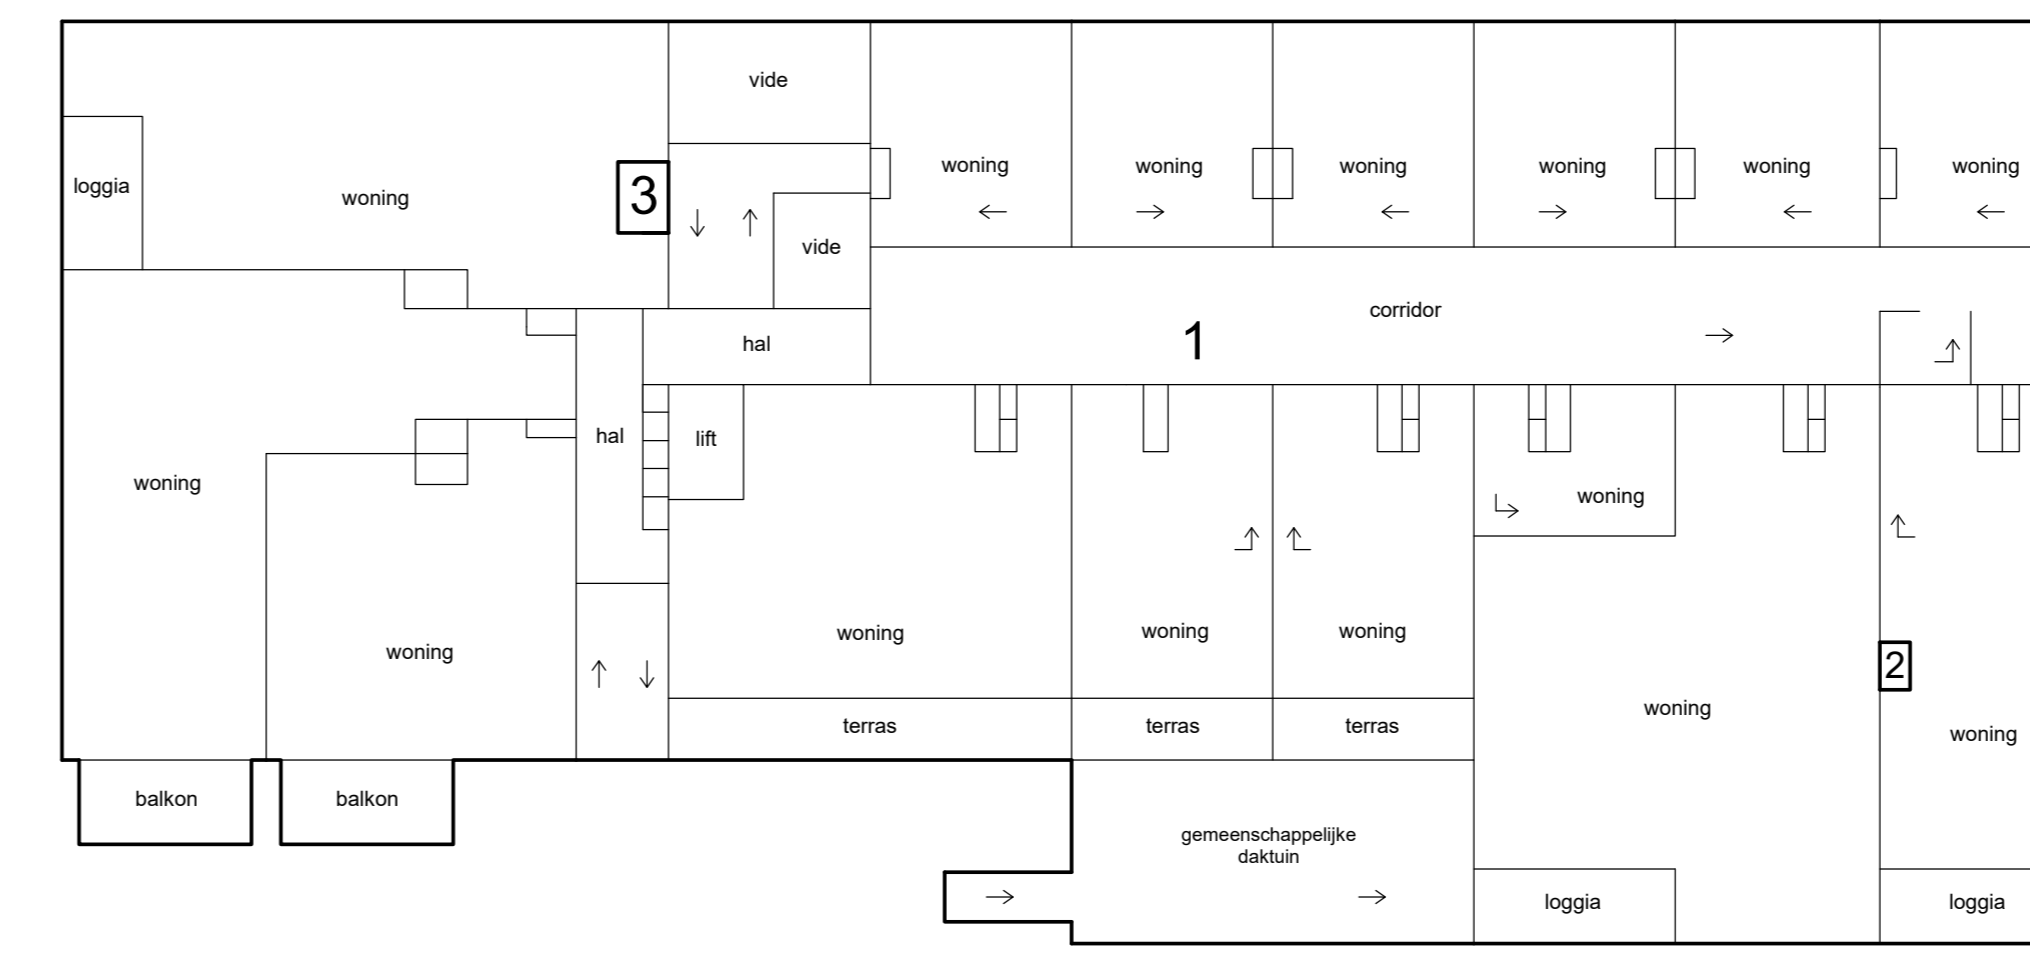 vide
woning
woning
woning
woning
woning
woning
loggia
woning
3
vide
corridor
1
hal
hal
lift
woning
woning
woning
woning
woning
woning
woning
2
woning
woning
terras
terras
terras
balkon
balkon
gemeenschappelijke
daktuin
loggia
loggia